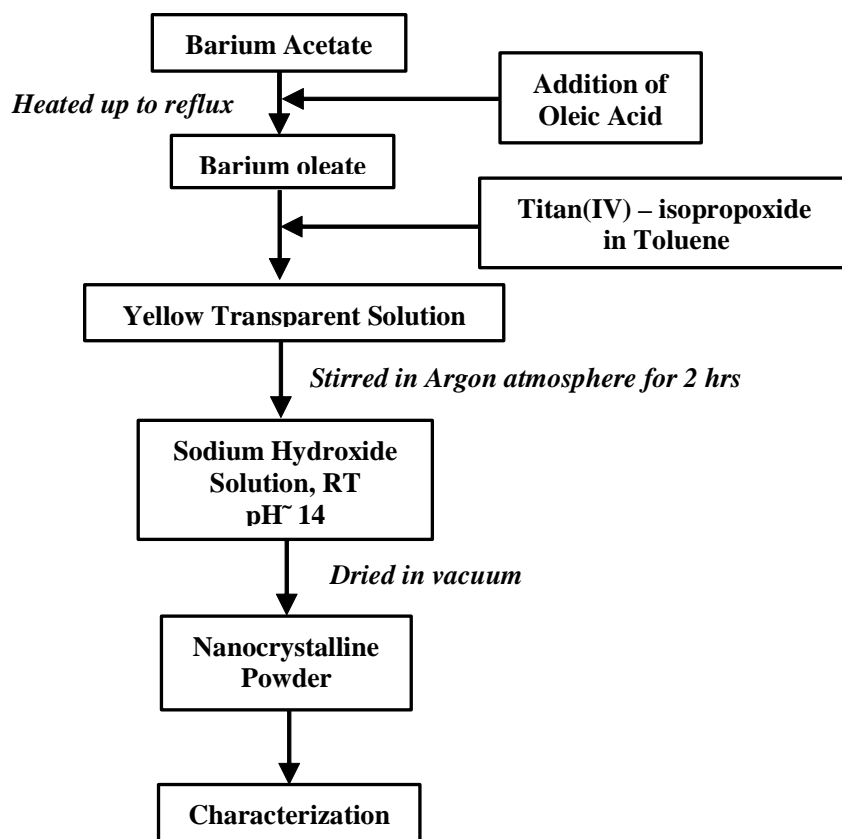 Barium Acetate
Heated up to reflux
Addition of
Oleic Acid
Barium oleate
Titan(IV) – isopropoxide
in Toluene
Yellow Transparent Solution
Stirred in Argon atmosphere for 2 hrs
Sodium Hydroxide
Solution, RT
pH˜ 14
Dried in vacuum
Nanocrystalline
Powder
Characterization